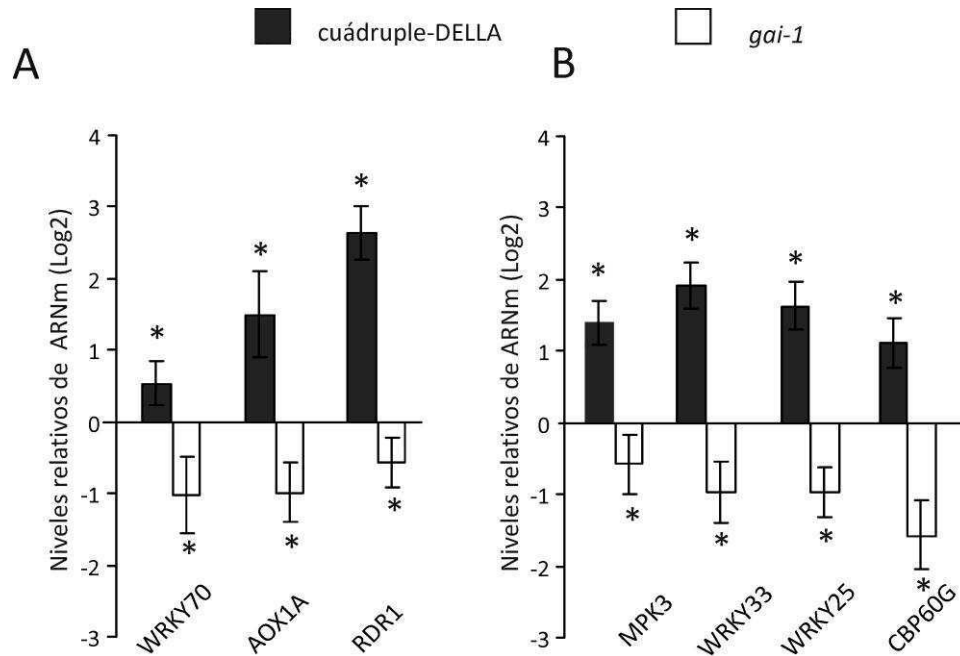 cuádruple-DELLA
gai-1
A
B
Niveles relativos de ARNm (Log2)
4
3
2
1
0
-1
-2
-3
*
*
*
*
*
*
WRKY70
AOX1A
RDR1
Niveles relativos de ARNm (Log2)
4
3
2
1
0
-1
-2
-3
*
*
*
*
*
*
*
*
MPK3
WRKY33
WRKY25
CBP60G